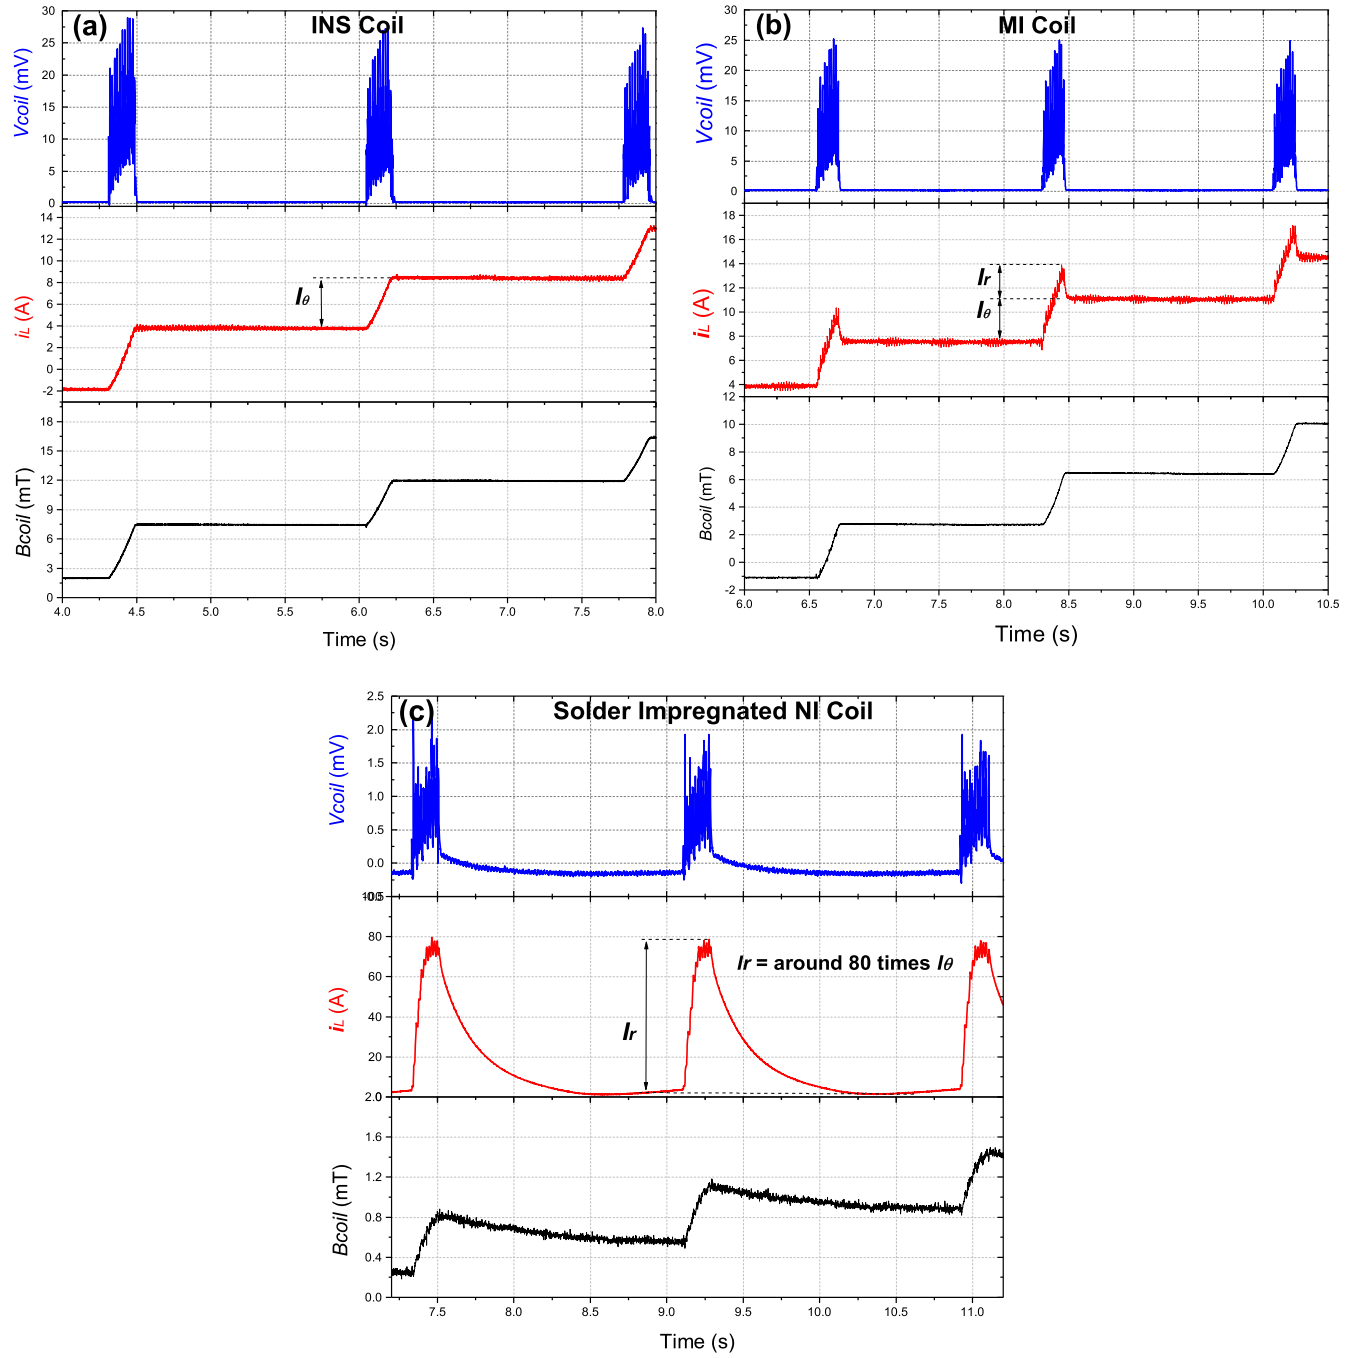 (a) INS Coil
Vcoil (mV)
30
25
20
15
10
5
0
iL (A)
14
12
10
8
6
4
2
0
-2
Iθ
Bcoil (mT)
18
15
12
9
6
3
0
4.0 4.5 5.0 5.5 6.0 6.5 7.0 7.5 8.0
Time (s)
(b) MI Coil
Vcoil (mV)
30
25
20
15
10
5
0
iL (A)
18
16
14
12
10
8
6
4
Ir
Iθ
Bcoil (mT)
12
10
8
6
4
2
0
-2
6.0 6.5 7.0 7.5 8.0 8.5 9.0 9.5 10.0 10.5
Time (s)
(c) Solder Impregnated NI Coil
Vcoil (mV)
2.5
2.0
1.5
1.0
0.5
0.0
iL (A)
80
60
40
20
Ir
Ir = around 80 times Iθ
Bcoil (mT)
2.0
1.6
1.2
0.8
0.4
0.0
7.5 8.0 8.5 9.0 9.5 10.0 10.5 11.0
Time (s)